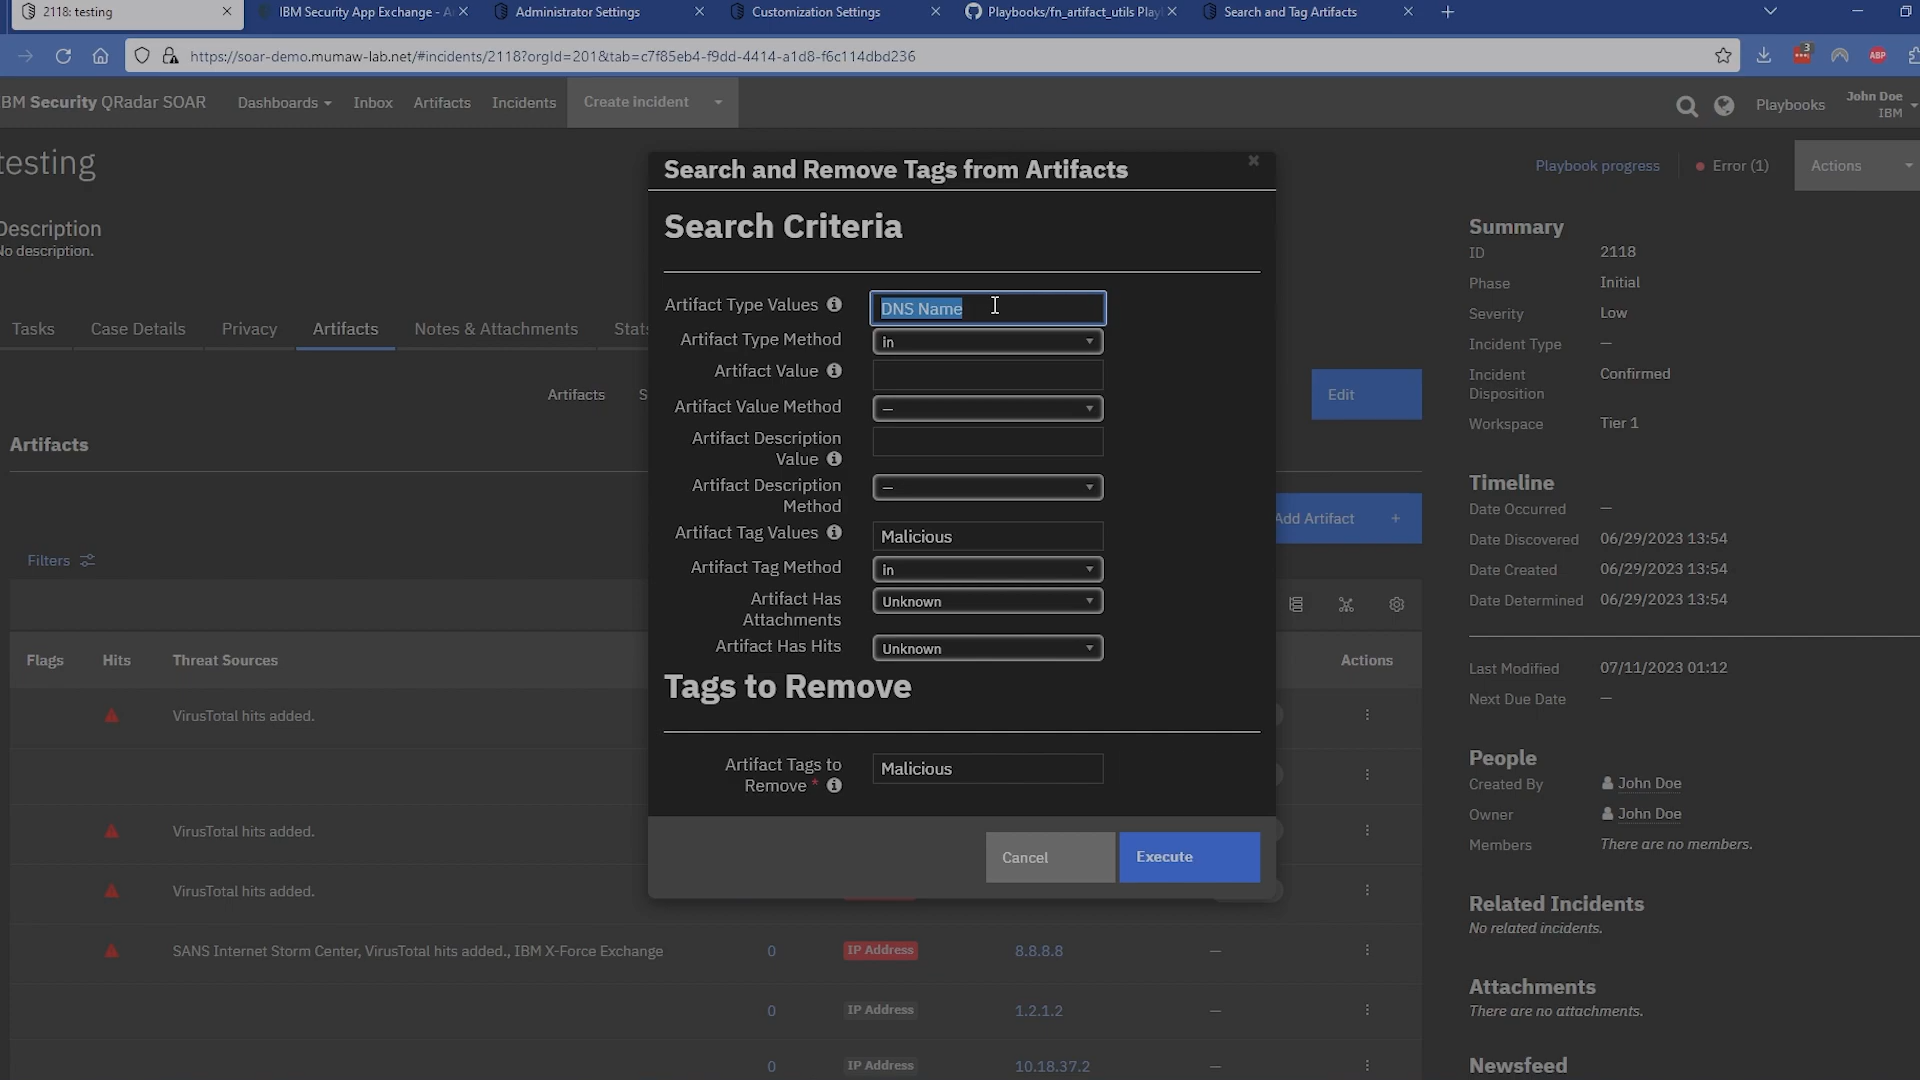 2118: testing
IBM Security App Exchange - A
Administrator Settings
Customization Settings
Playbooks/fn_artifact_utils Play
Search and Tag Artifacts
https://soar-demo.mumaw-lab.net/#incidents/2118?orgId=201&tab=c7f85eb4-f9dd-4414-a1d8-f6c114dbd236
3
ABP
BM Security QRadar SOAR
Dashboards
Inbox
Artifacts
Incidents
Create incident
Playbooks
John Doe
IBM
testing
Playbook progress
Error (1)
Actions
Description
No description.
Tasks
Case Details
Privacy
Artifacts
Notes & Attachments
Stats
Artifacts
S
Edit
Artifacts
Add Artifact +
Filters
Flags
Hits
Threat Sources
Actions
VirusTotal hits added.
VirusTotal hits added.
VirusTotal hits added.
SANS Internet Storm Center, VirusTotal hits added., IBM X-Force Exchange
0
IP Address
8.8.8.8
—
0
IP Address
1.2.1.2
—
0
IP Address
10.18.37.2
—
Search and Remove Tags from Artifacts
Search Criteria
Artifact Type Values
DNS Name
Artifact Type Method
in
Artifact Value
Artifact Value Method
—
Artifact Description
Value
Artifact Description
Method
—
Artifact Tag Values
Malicious
Artifact Tag Method
in
Artifact Has
Attachments
Unknown
Artifact Has Hits
Unknown
Tags to Remove
Artifact Tags to
Remove *
Malicious
Cancel
Execute
Summary
ID
2118
Phase
Initial
Severity
Low
Incident Type
—
Incident
Disposition
Confirmed
Workspace
Tier 1
Timeline
Date Occurred
—
Date Discovered
06/29/2023 13:54
Date Created
06/29/2023 13:54
Date Determined
06/29/2023 13:54
Last Modified
07/11/2023 01:12
Next Due Date
—
People
Created By
John Doe
Owner
John Doe
Members
There are no members.
Related Incidents
No related incidents.
Attachments
There are no attachments.
Newsfeed